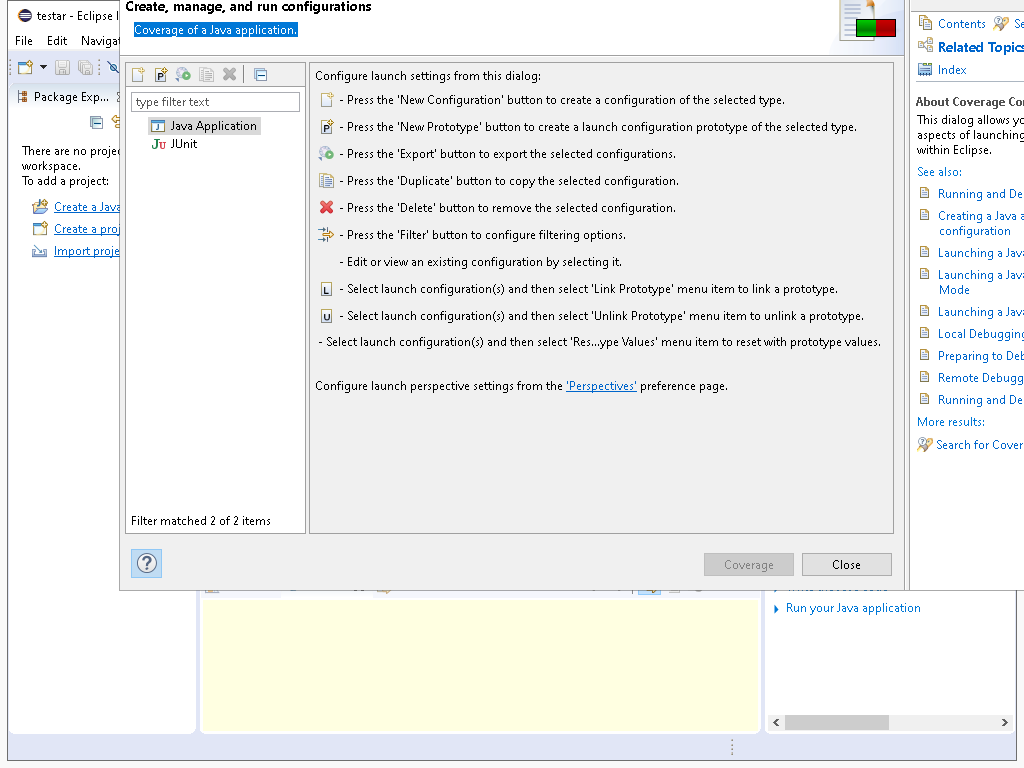 testar - Eclipse I
File Edit Navigat
Package Exp...
There are no projec
workspace.
To add a project:
Create a Java
Create a proj
Import proje
Create, manage, and run configurations
Coverage of a Java application.
type filter text
Java Application
JUnit
Filter matched 2 of 2 items
Configure launch settings from this dialog:
- Press the 'New Configuration' button to create a configuration of the selected type.
- Press the 'New Prototype' button to create a launch configuration prototype of the selected type.
- Press the 'Export' button to export the selected configurations.
- Press the 'Duplicate' button to copy the selected configuration.
- Press the 'Delete' button to remove the selected configuration.
- Press the 'Filter' button to configure filtering options.
- Edit or view an existing configuration by selecting it.
- Select launch configuration(s) and then select 'Link Prototype' menu item to link a prototype.
- Select launch configuration(s) and then select 'Unlink Prototype' menu item to unlink a prototype.
- Select launch configuration(s) and then select 'Res...ype Values' menu item to reset with prototype values.
Configure launch perspective settings from the 'Perspectives' preference page.
Coverage Close
Contents Se
Related Topics
Index
About Coverage Con
This dialog allows yo
aspects of launching
within Eclipse.
See also:
Running and De
Creating a Java a
configuration
Launching a Java
Launching a Java
Mode
Launching a Java
Local Debugging
Preparing to Deb
Remote Debugg
Running and De
More results:
Search for Cover
Run your Java application